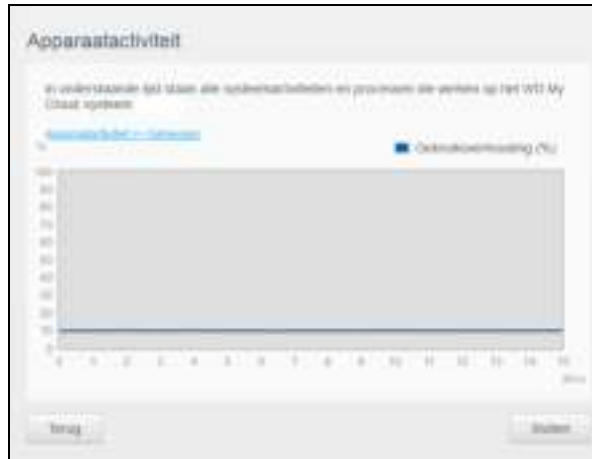 Apparaatactiviteit
In onderstaande lijst staan alle systeemactiviteiten en processen die werken op het WD My
Cloud systeem
Apparaatactiviteit >> Geheugen
%
Gebruiksverhouding (%)
100
90
80
70
60
50
40
30
20
10
0
0 1 2 3 4 5 6 7 8 9 10 11 12 13 14 15
Terug
Sluiten